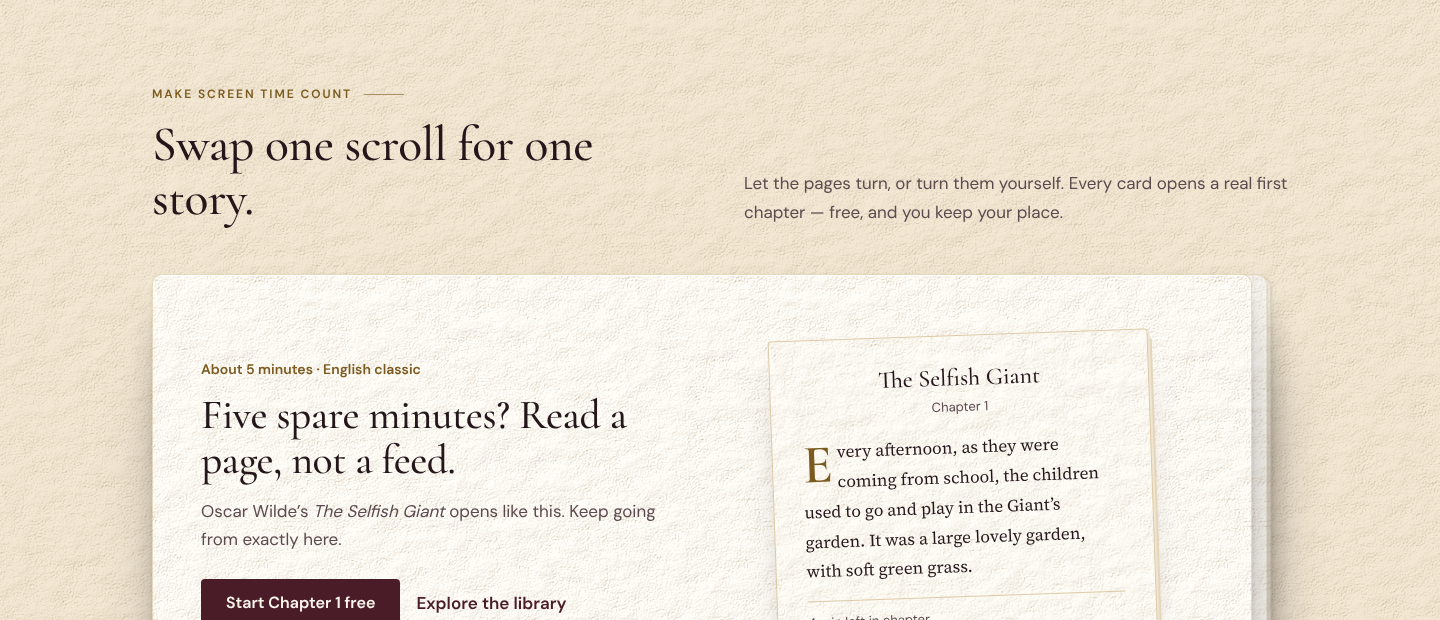 MAKE SCREEN TIME COUNT
Swap one scroll for one
story.
Let the pages turn, or turn them yourself. Every card opens a real first
chapter — free, and you keep your place.
About 5 minutes · English classic
Five spare minutes? Read a
page, not a feed.
Oscar Wilde’s The Selfish Giant opens like this. Keep going
from exactly here.
Start Chapter 1 free
Explore the library
The Selfish Giant
Chapter 1
Every afternoon, as they were
coming from school, the children
used to go and play in the Giant’s
garden. It was a large lovely garden,
with soft green grass.
left in chapter